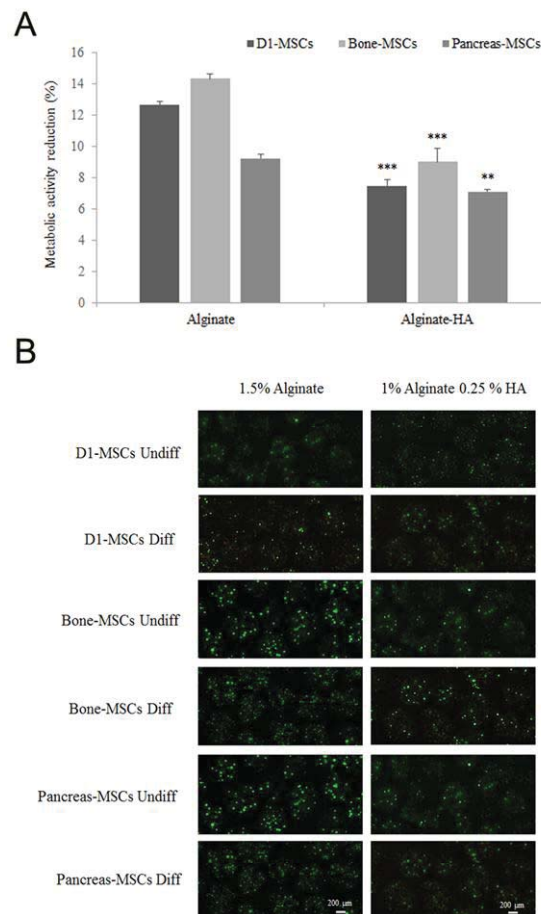 A
D1-MSCs Bone-MSCs Pancreas-MSCs
Metabolic activity reduction (%)
16
14
12
10
8
6
4
2
0
***
***
**
Alginate Alginate-HA
B
1.5% Alginate 1% Alginate 0.25 % HA
D1-MSCs Undiff
D1-MSCs Diff
Bone-MSCs Undiff
Bone-MSCs Diff
Pancreas-MSCs Undiff
Pancreas-MSCs Diff
200 µm 200 µm